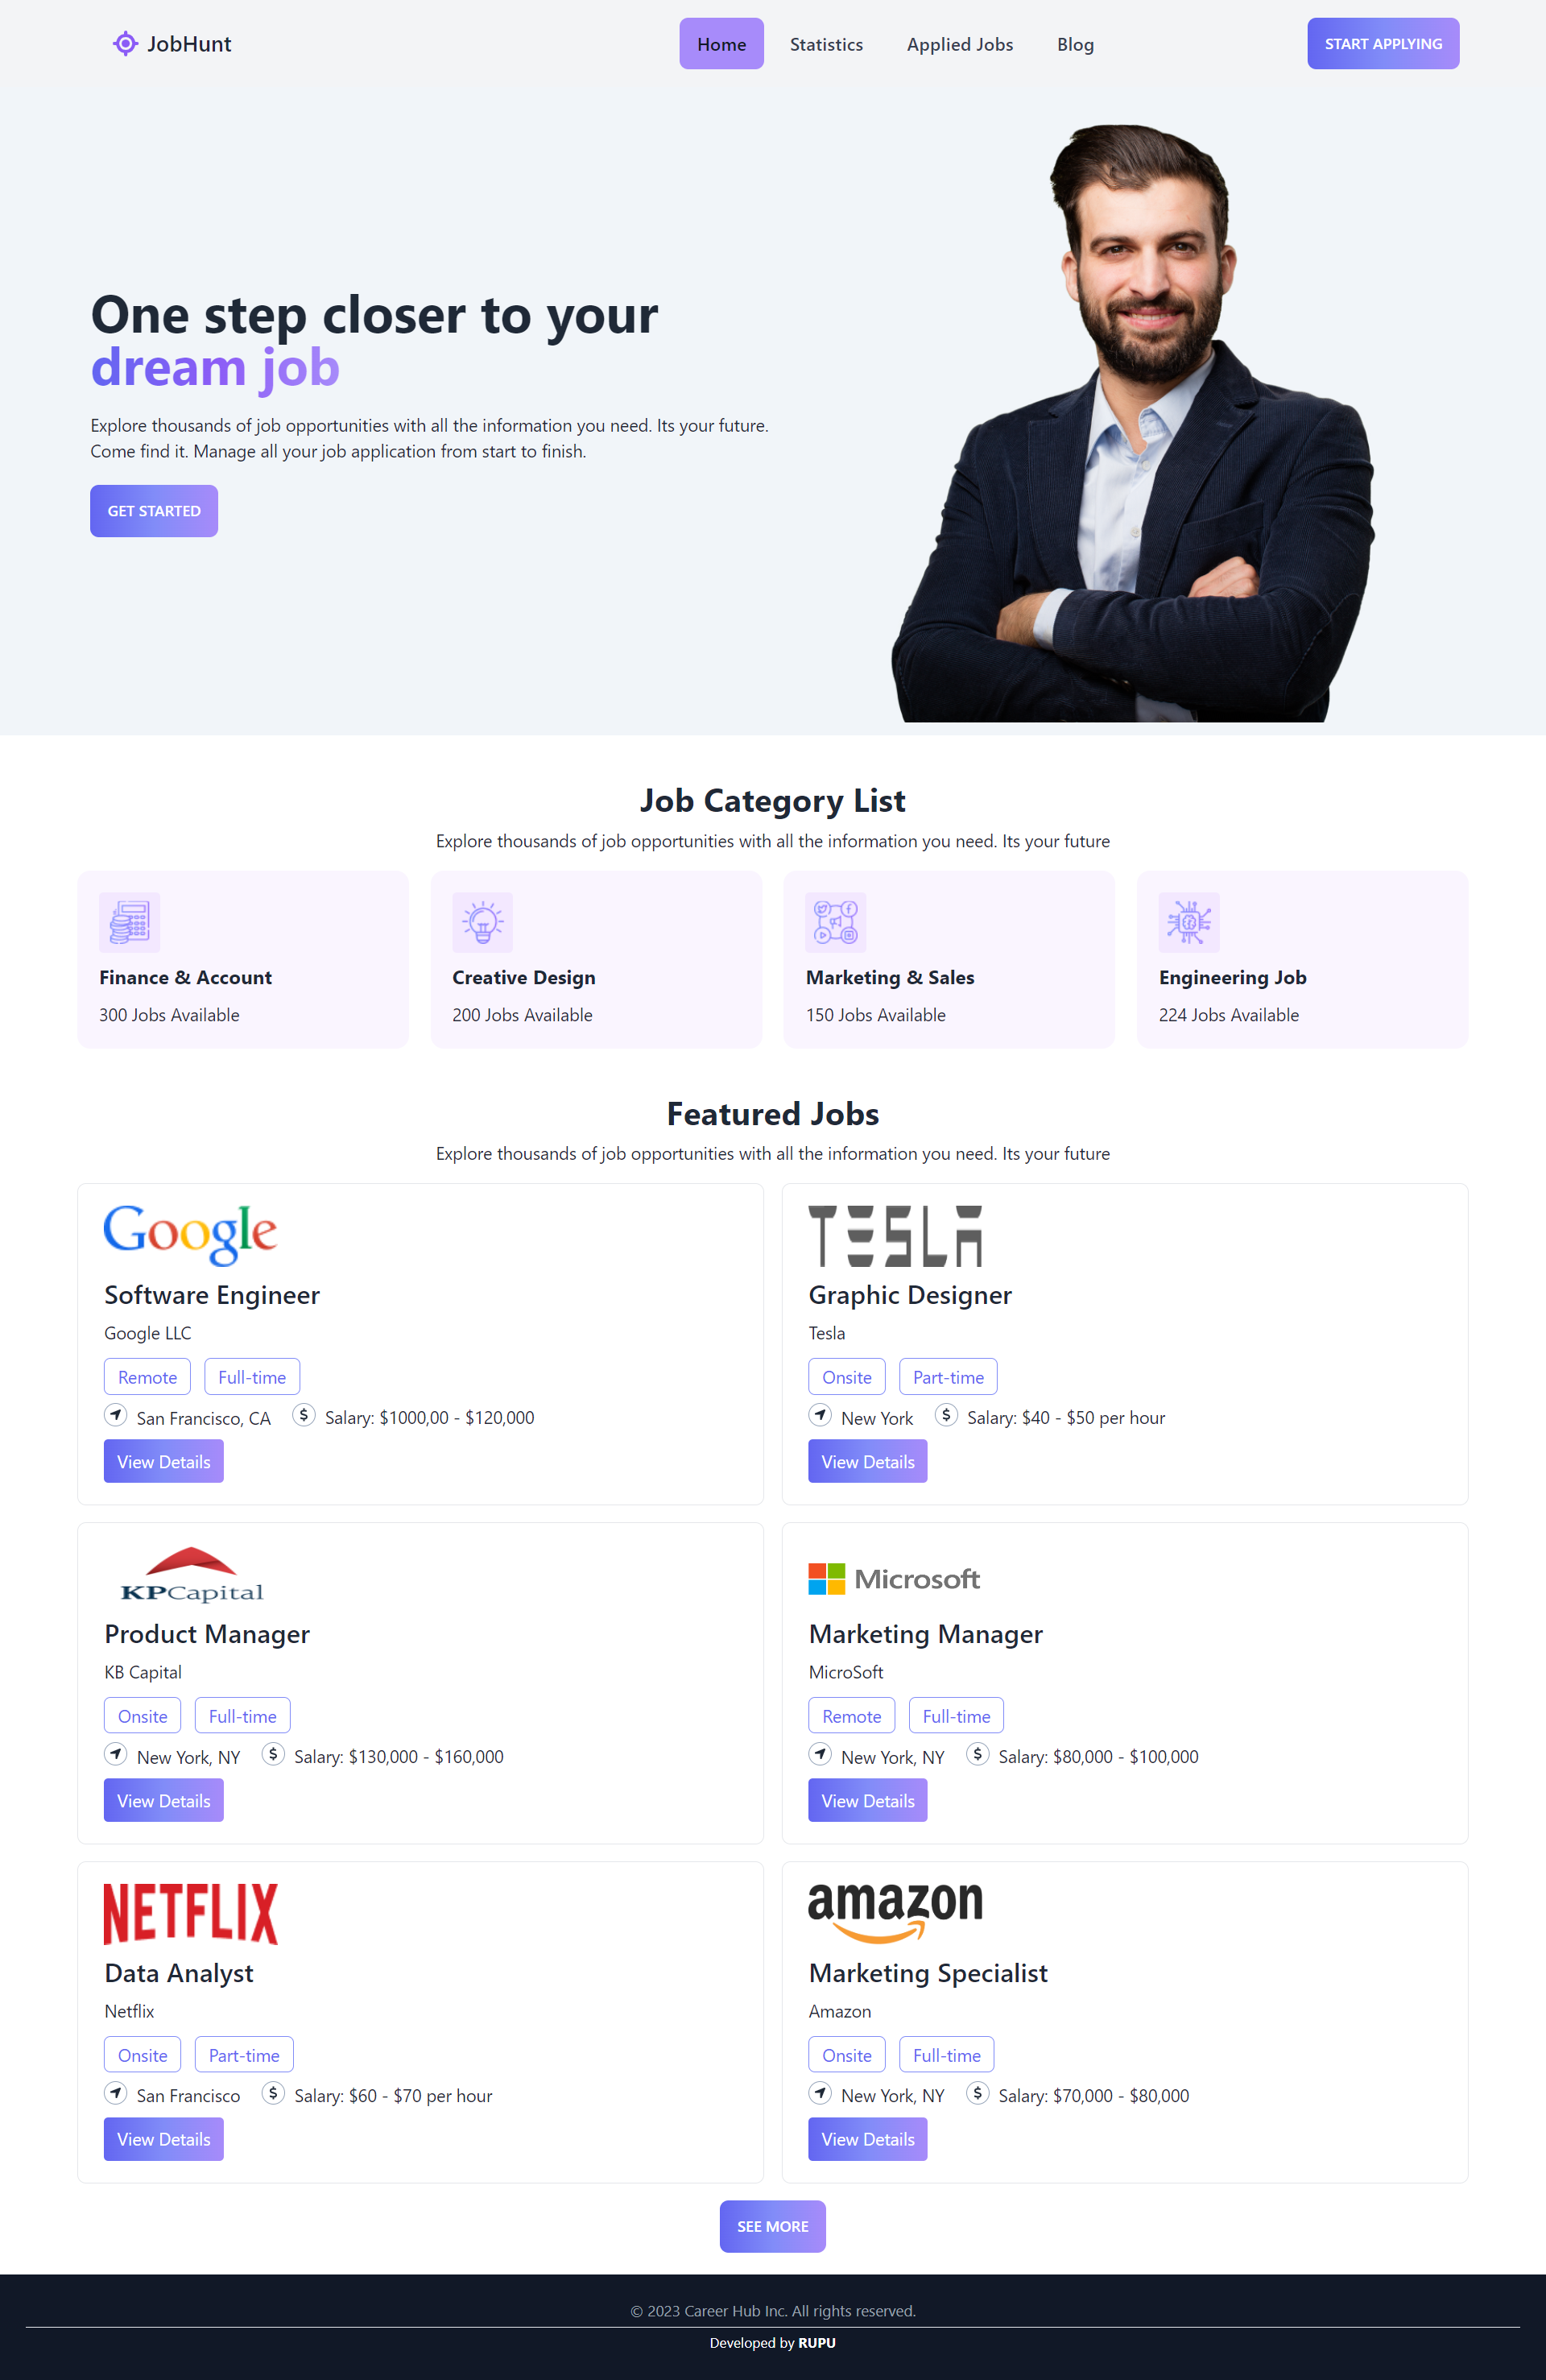 JobHunt
Home
Statistics
Applied Jobs
Blog
START APPLYING
One step closer to your
dream job
Explore thousands of job opportunities with all the information you need. Its your future.
Come find it. Manage all your job application from start to finish.
GET STARTED
Job Category List
Explore thousands of job opportunities with all the information you need. Its your future
Finance & Account
300 Jobs Available
Creative Design
200 Jobs Available
Marketing & Sales
150 Jobs Available
Engineering Job
224 Jobs Available
Featured Jobs
Explore thousands of job opportunities with all the information you need. Its your future
Google
Software Engineer
Google LLC
Remote Full-time
San Francisco, CA Salary: $1000,00 - $120,000
View Details
TESLA
Graphic Designer
Tesla
Onsite Part-time
New York Salary: $40 - $50 per hour
View Details
KPCapital
Product Manager
KB Capital
Onsite Full-time
New York, NY Salary: $130,000 - $160,000
View Details
Microsoft
Marketing Manager
MicroSoft
Remote Full-time
New York, NY Salary: $80,000 - $100,000
View Details
NETFLIX
Data Analyst
Netflix
Onsite Part-time
San Francisco Salary: $60 - $70 per hour
View Details
amazon
Marketing Specialist
Amazon
Onsite Full-time
New York, NY Salary: $70,000 - $80,000
View Details
SEE MORE
© 2023 Career Hub Inc. All rights reserved.
Developed by RUPU